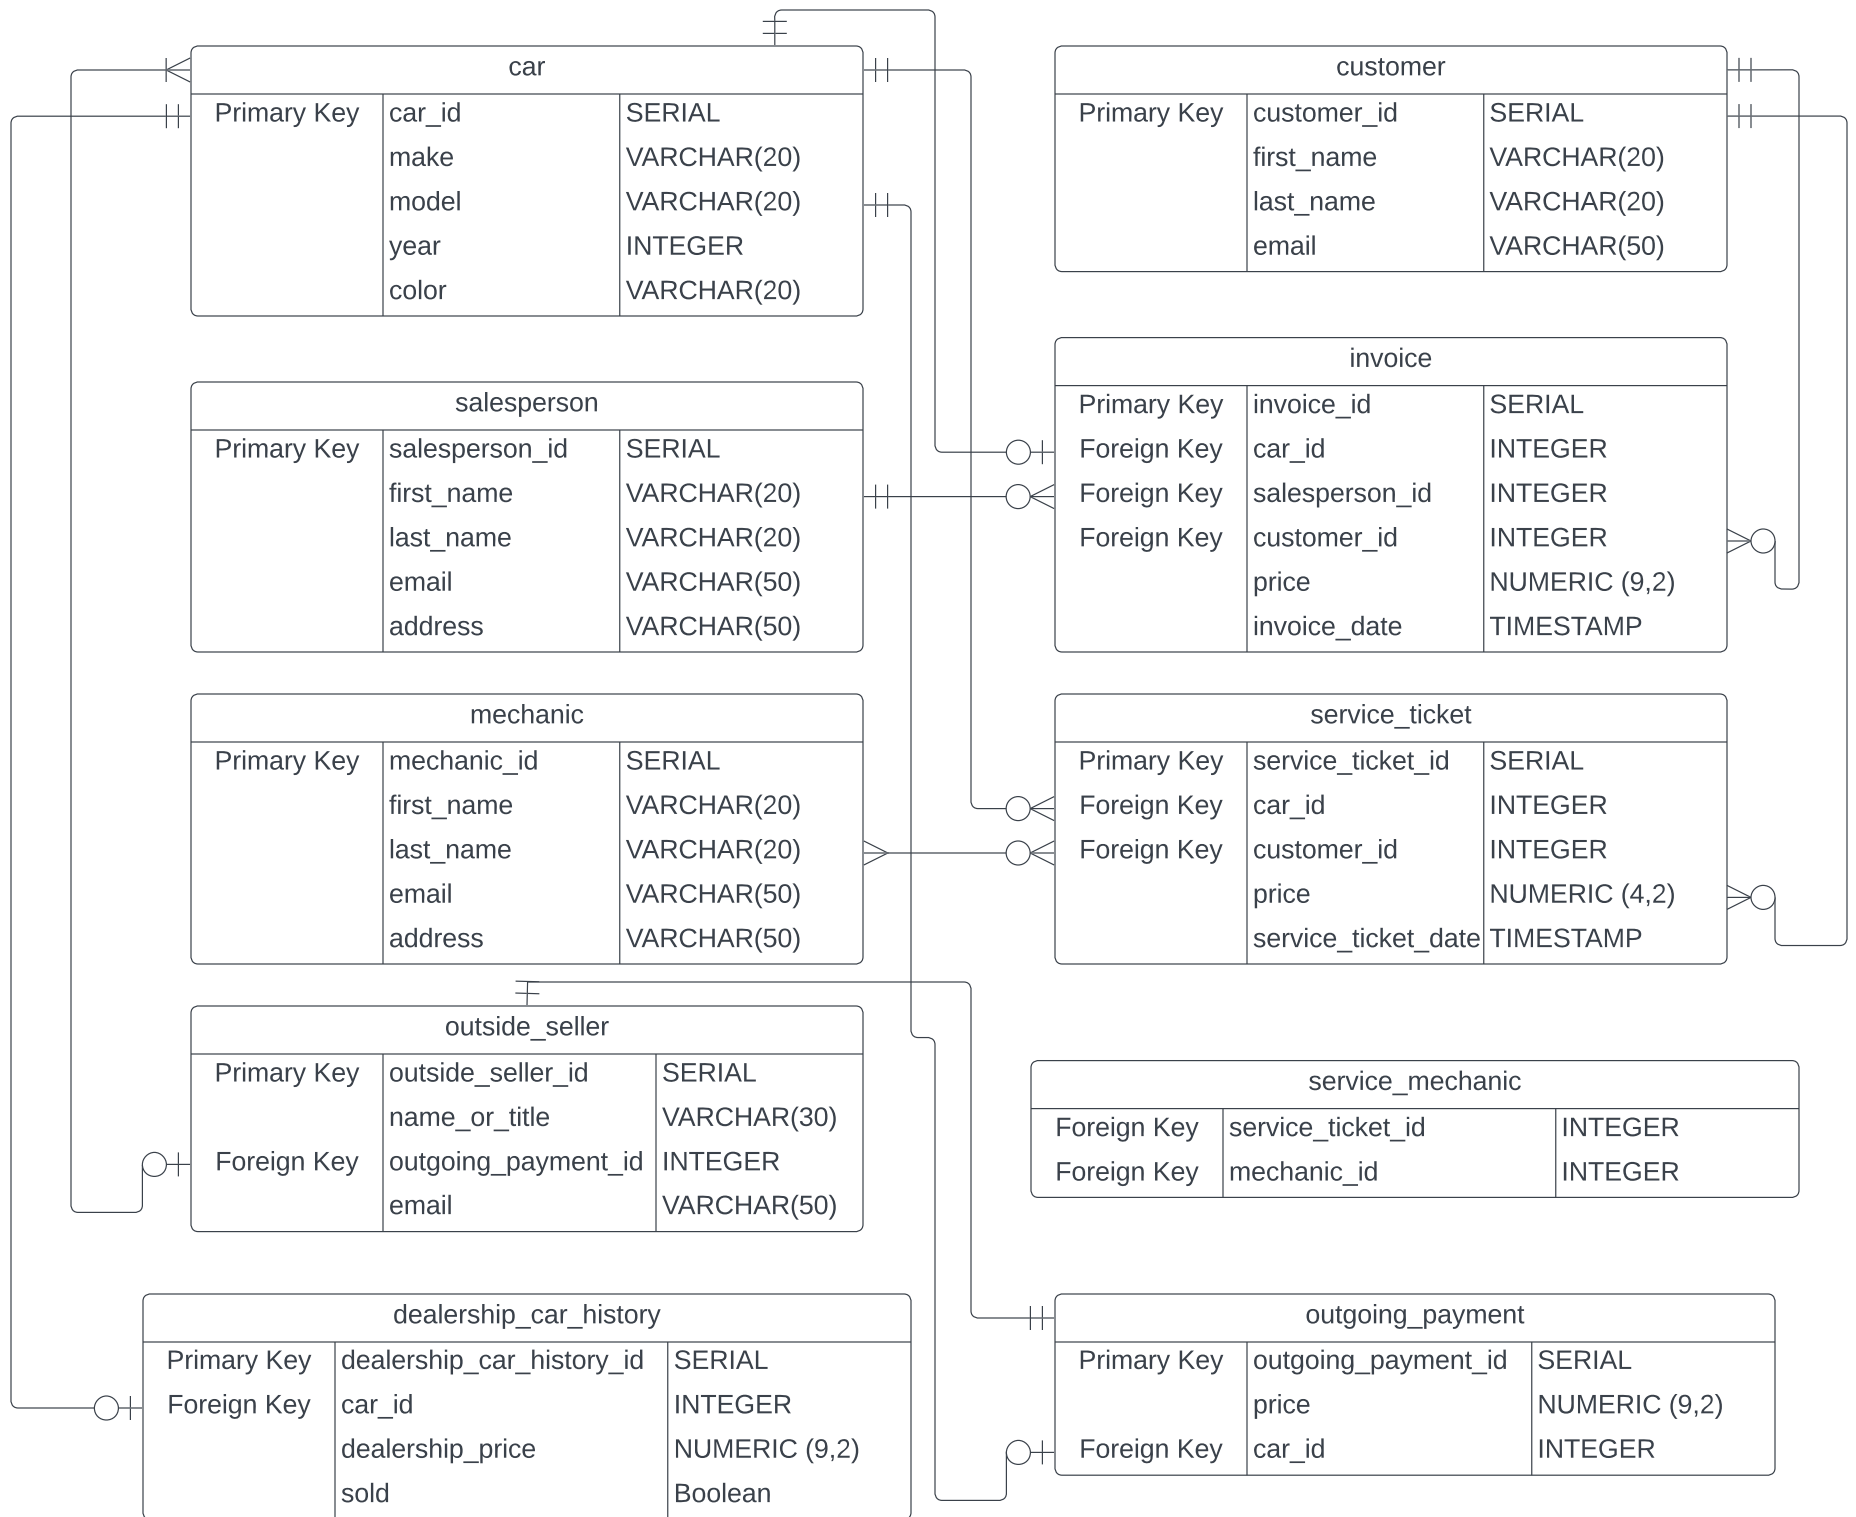 car
Primary Key car_id SERIAL
make VARCHAR(20)
model VARCHAR(20)
year INTEGER
color VARCHAR(20)
customer
Primary Key customer_id SERIAL
first_name VARCHAR(20)
last_name VARCHAR(20)
email VARCHAR(50)
salesperson
Primary Key salesperson_id SERIAL
first_name VARCHAR(20)
last_name VARCHAR(20)
email VARCHAR(50)
address VARCHAR(50)
invoice
Primary Key invoice_id SERIAL
Foreign Key car_id INTEGER
Foreign Key salesperson_id INTEGER
Foreign Key customer_id INTEGER
price NUMERIC (9,2)
invoice_date TIMESTAMP
mechanic
Primary Key mechanic_id SERIAL
first_name VARCHAR(20)
last_name VARCHAR(20)
email VARCHAR(50)
address VARCHAR(50)
service_ticket
Primary Key service_ticket_id SERIAL
Foreign Key car_id INTEGER
Foreign Key customer_id INTEGER
price NUMERIC (4,2)
service_ticket_date TIMESTAMP
outside_seller
Primary Key outside_seller_id SERIAL
name_or_title VARCHAR(30)
Foreign Key outgoing_payment_id INTEGER
email VARCHAR(50)
service_mechanic
Foreign Key service_ticket_id INTEGER
Foreign Key mechanic_id INTEGER
dealership_car_history
Primary Key dealership_car_history_id SERIAL
Foreign Key car_id INTEGER
dealership_price NUMERIC (9,2)
sold Boolean
outgoing_payment
Primary Key outgoing_payment_id SERIAL
price NUMERIC (9,2)
Foreign Key car_id INTEGER